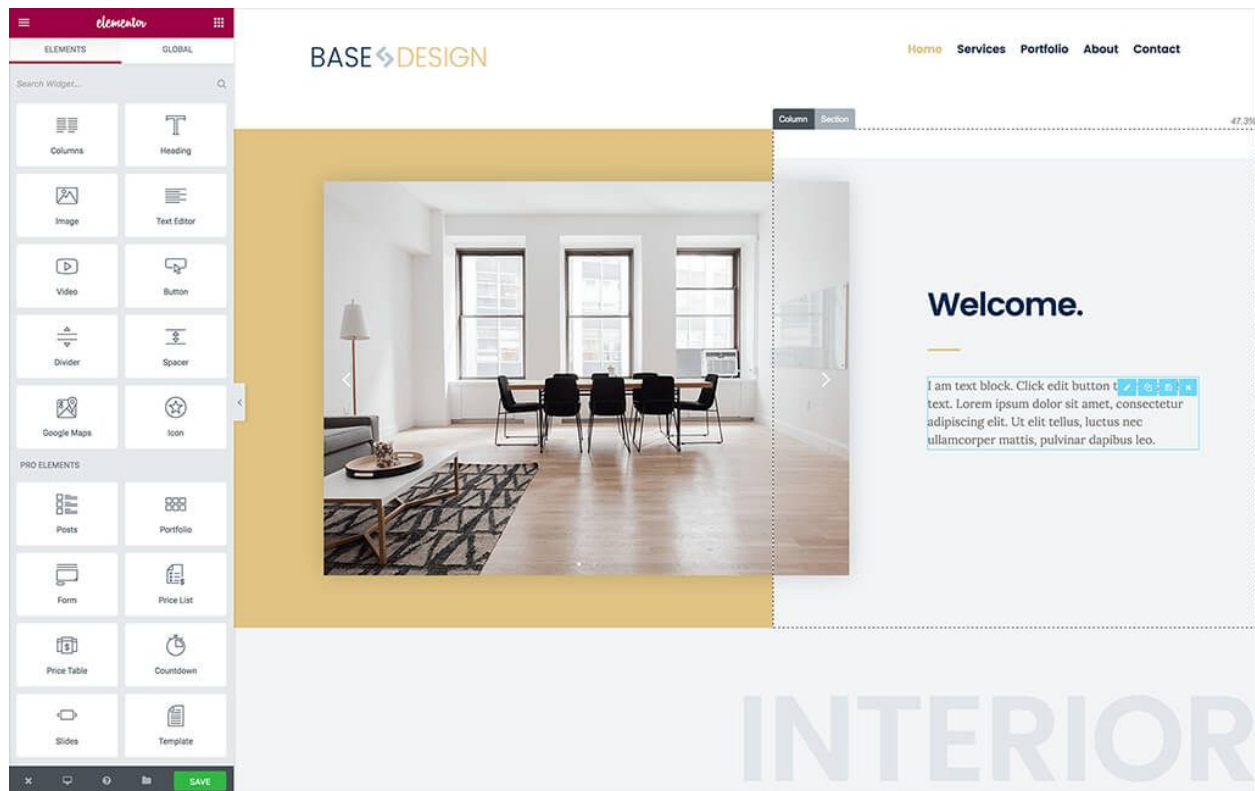 elementor
ELEMENTS GLOBAL
Search Widget...
Columns Heading
Image Text Editor
Video Button
Divider Spacer
Google Maps Icon
PRO ELEMENTS
Posts Portfolio
Form Price List
Price Table Countdown
Slides Template
SAVE
BASE DESIGN
Home Services Portfolio About Contact
Column Section
47.3%
Welcome.
I am text block. Click edit button t
text. Lorem ipsum dolor sit amet, consectetur
adipiscing elit. Ut elit tellus, luctus nec
ullamcorper mattis, pulvinar dapibus leo.
INTERIOR